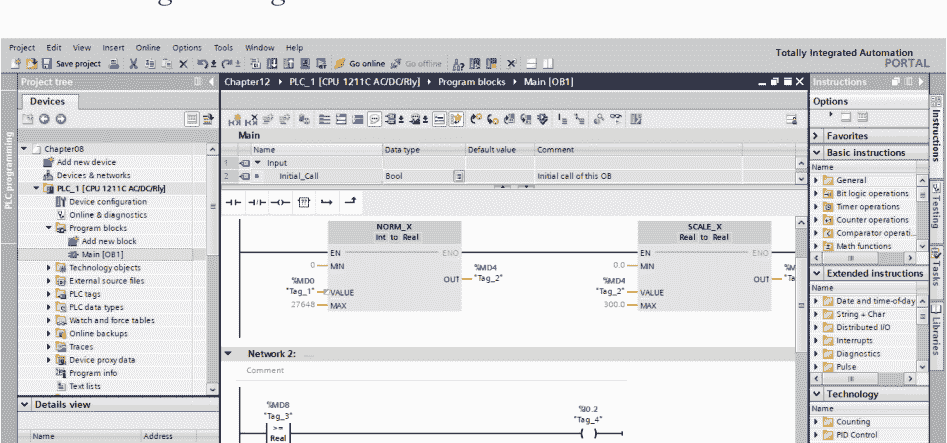 Project Edit View Insert Online Options Tools Window Help
Totally Integrated Automation
PORTAL
Save project
Go online
Go offline
Project tree
Chapter12 PLC_1 [CPU 1211C AC/DC/Rly] Program blocks Main [OB1]
Instructions
Devices
Options
PLC programming
Chapter08
Add new device
Devices & networks
PLC_1 [CPU 1211C AC/DC/Rly]
Device configuration
Online & diagnostics
Program blocks
Add new block
Main [OB1]
Technology objects
External source files
PLC tags
PLC data types
Watch and force tables
Online backups
Traces
Device proxy data
Program info
Text lists
Details view
Name Address
Main
Name Data type Default value Comment
1 Input
2 Initial_Call Bool Initial call of this OB
NORM_X
Int to Real
EN ENO
0 MIN
%MD0
"Tag_1" VALUE
27648 MAX
OUT
%MD4
"Tag_2"
SCALE_X
Real to Real
EN ENO
0.0 MIN
%MD4
"Tag_2" VALUE
300.0 MAX
OUT
Network 2:
Comment
%MD8
"Tag_3"
>=
Real
"Tag_4"
Favorites
Basic instructions
Name
General
Bit logic operations
Timer operations
Counter operations
Comparator operati...
Math functions
Extended instructions
Name
Date and time-of-day
String + Char
Distributed I/O
Interrupts
Diagnostics
Pulse
Technology
Name
Counting
PID Control
Instructions
Testing
Tasks
Libraries